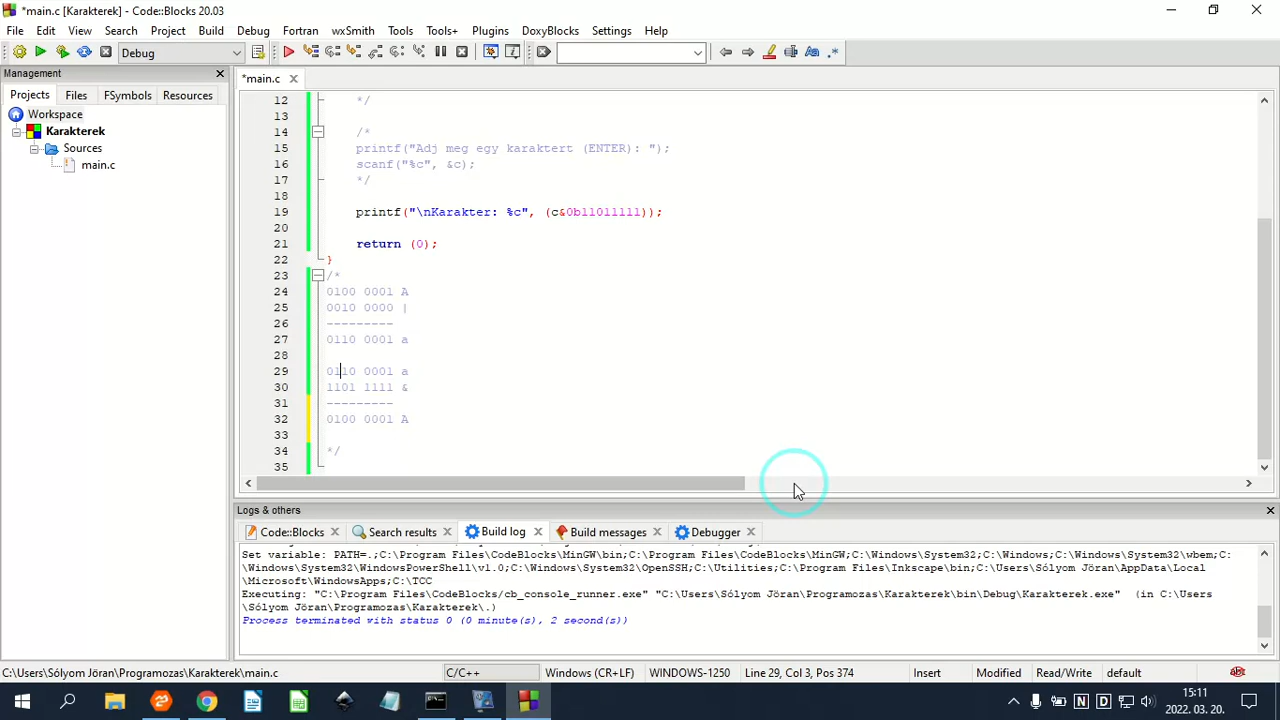 *main.c [Karakterek] - Code::Blocks 20.03
File Edit View Search Project Build Debug Fortran wxSmith Tools Tools+ Plugins DoxyBlocks Settings Help
Debug
Management
*main.c
Projects Files FSymbols Resources
Workspace
Karakterek
Sources
main.c
12 */
13
14 /*
15 printf("Adj meg egy karaktert (ENTER): ");
16 scanf("%c", &c);
17 */
18
19 printf("\nKarakter: %c", (c&0b11011111));
20
21 return (0);
22 }
23 /*
24 0100 0001 A
25 0010 0000 |
26 ---------
27 0110 0001 a
28
29 0110 0001 a
30 1101 1111 &
31 ---------
32 0100 0001 A
33
34 */
35
Logs & others
Code::Blocks Search results Build log Build messages Debugger
Set variable: PATH=.;C:\Program Files\CodeBlocks\MinGW\bin;C:\Program Files\CodeBlocks\MinGW;C:\Windows\System32;C:\Windows;C:\Windows\System32\wbem;C:
\Windows\System32\WindowsPowerShell\v1.0;C:\Windows\System32\OpenSSH;C:\Utilities;C:\Program Files\Inkscape\bin;C:\Users\Sólyom Jöran\AppData\Local
\Microsoft\WindowsApps;C:\TCC
Executing: "C:\Program Files\CodeBlocks/cb_console_runner.exe" "C:\Users\Sólyom Jöran\Programozas\Karakterek\bin\Debug\Karakterek.exe" (in C:\Users
\Sólyom Jöran\Programozas\Karakterek\.)
Process terminated with status 0 (0 minute(s), 2 second(s))
C:\Users\Sólyom Jöran\Programozas\Karakterek\main.c C/C++ Windows (CR+LF) WINDOWS-1250 Line 29, Col 3, Pos 374 Insert Modified Read/Write default
15:11
2022. 03. 20.